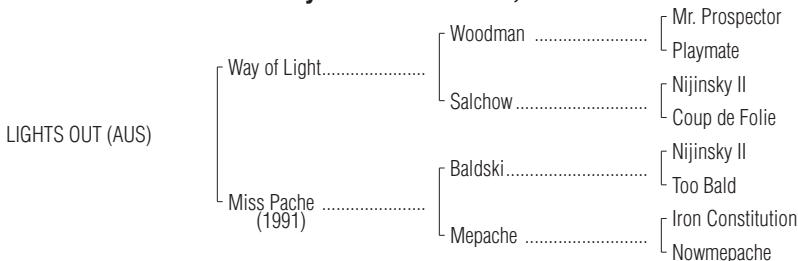 Mr. Prospector
Woodman ........................
Playmate
Way of Light......................
Nijinsky II
Salchow............................
Coup de Folie
LIGHTS OUT (AUS)
Nijinsky II
Baldski..............................
Too Bald
Miss Pache ......................
(1991)
Iron Constitution
Mepache ..........................
Nowmepache